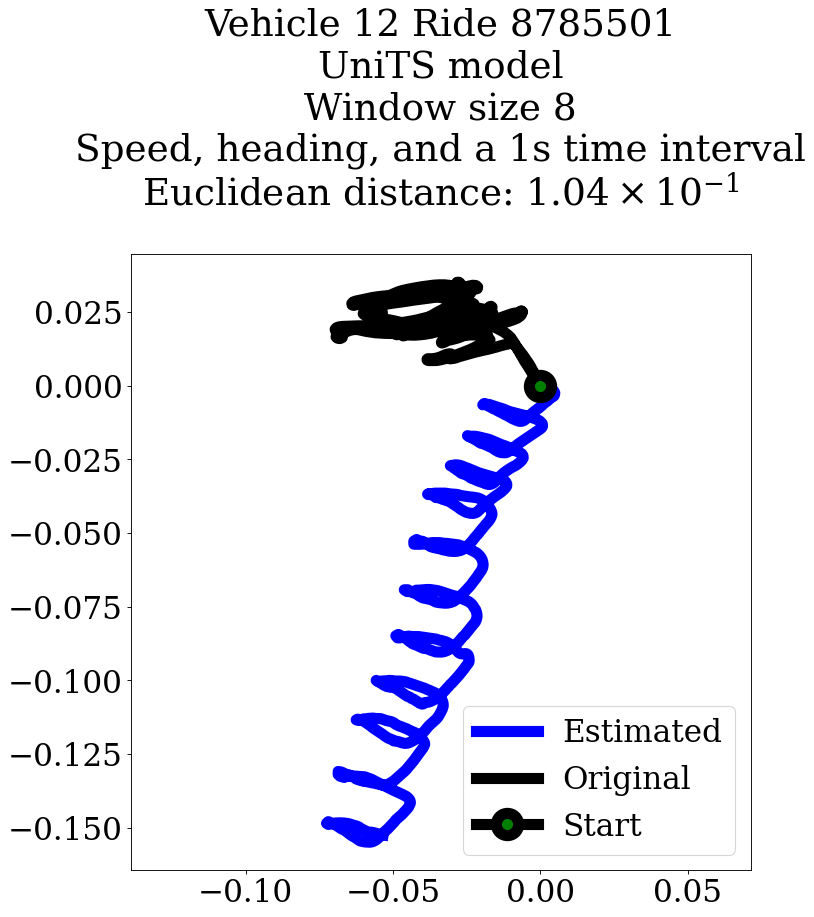 Vehicle 12 Ride 8785501
UniTS model
Window size 8
Speed, heading, and a 1s time interval
Euclidean distance: 1.04 × 10⁻¹
0.025
0.000
−0.025
−0.050
−0.075
−0.100
−0.125
−0.150
Estimated
Original
Start
−0.10 −0.05 0.00 0.05